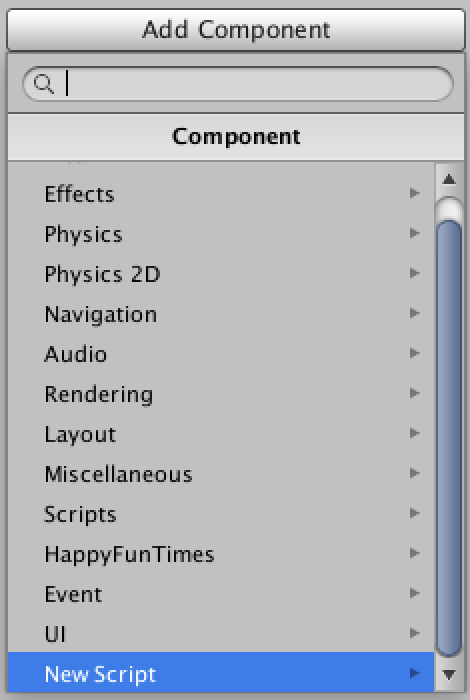 Add Component
Component
Effects
Physics
Physics 2D
Navigation
Audio
Rendering
Layout
Miscellaneous
Scripts
HappyFunTimes
Event
UI
New Script